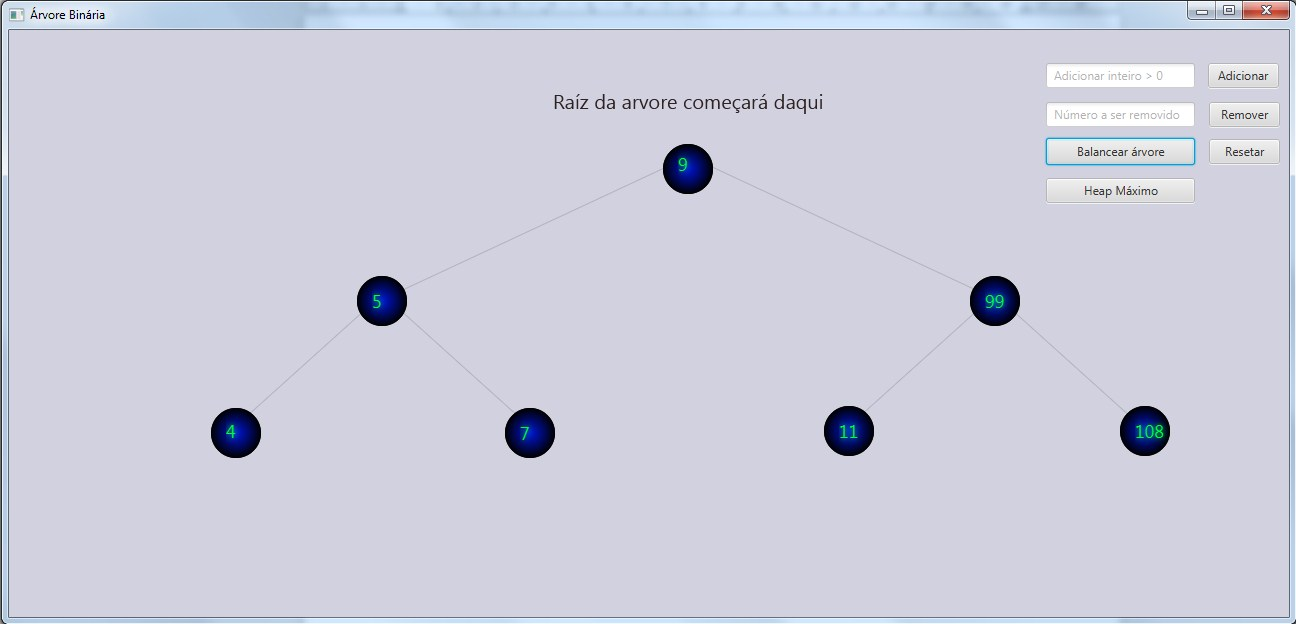 Árvore Binária
Adicionar inteiro > 0 Adicionar
Raíz da arvore começará daqui
Número a ser removido Remover
Balancear árvore Resetar
9
Heap Máximo
5 99
4 7 11 108